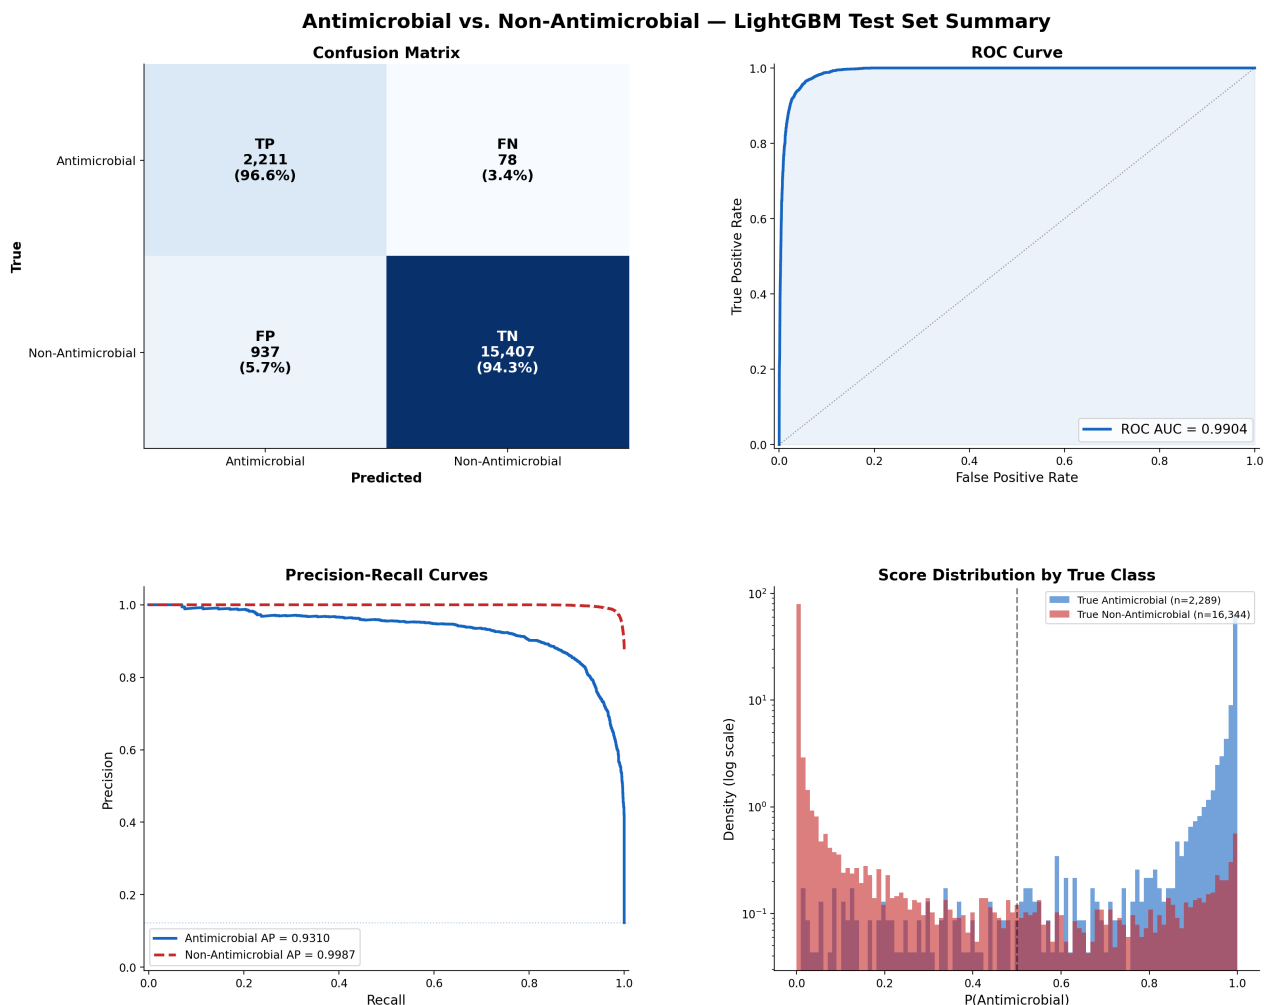 Antimicrobial vs. Non-Antimicrobial — LightGBM Test Set Summary
Confusion Matrix
True
Antimicrobial
Non-Antimicrobial
TP
2,211
(96.6%)
FN
78
(3.4%)
FP
937
(5.7%)
TN
15,407
(94.3%)
Antimicrobial
Non-Antimicrobial
Predicted
ROC Curve
True Positive Rate
1.0
0.8
0.6
0.4
0.2
0.0
ROC AUC = 0.9904
0.0 0.2 0.4 0.6 0.8 1.0
False Positive Rate
Precision-Recall Curves
Precision
1.0
0.8
0.6
0.4
0.2
0.0
Antimicrobial AP = 0.9310
Non-Antimicrobial AP = 0.9987
0.0 0.2 0.4 0.6 0.8 1.0
Recall
Score Distribution by True Class
Density (log scale)
10²
10¹
10⁰
10⁻¹
True Antimicrobial (n=2,289)
True Non-Antimicrobial (n=16,344)
0.0 0.2 0.4 0.6 0.8 1.0
P(Antimicrobial)